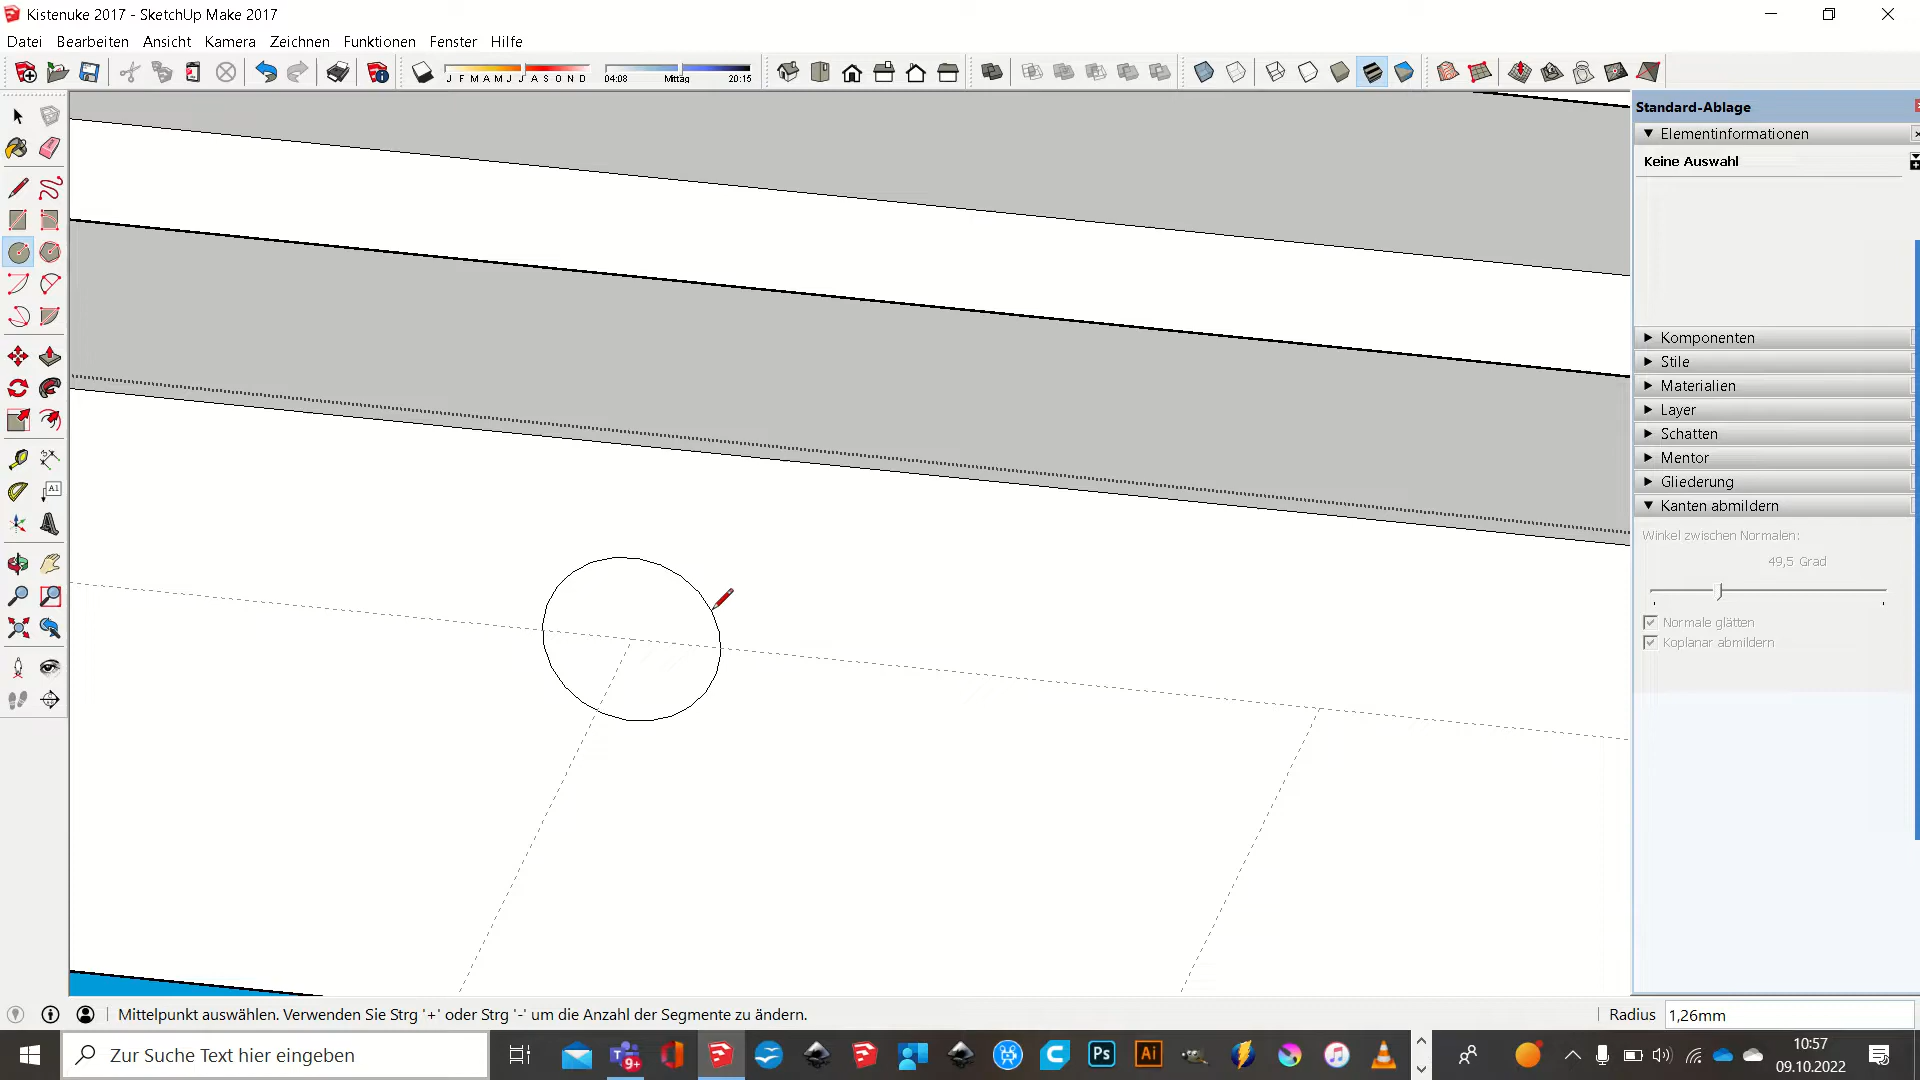 Kistenuke 2017 - SketchUp Make 2017
Datei Bearbeiten Ansicht Kamera Zeichnen Funktionen Fenster Hilfe
J F M A M J J A S O N D 04:08 Mittag 20:15
Standard-Ablage
Elementinformationen
Keine Auswahl
Komponenten
Stile
Materialien
Layer
Schatten
Mentor
Gliederung
Kanten abmildern
Winkel zwischen Normalen:
49,5 Grad
Normale glätten
Koplanar abmildern
A1
Mittelpunkt auswählen. Verwenden Sie Strg '+' oder Strg '-' um die Anzahl der Segmente zu ändern.
Radius 1,26mm
Zur Suche Text hier eingeben
9+
Ps
Ai
10:57
09.10.2022